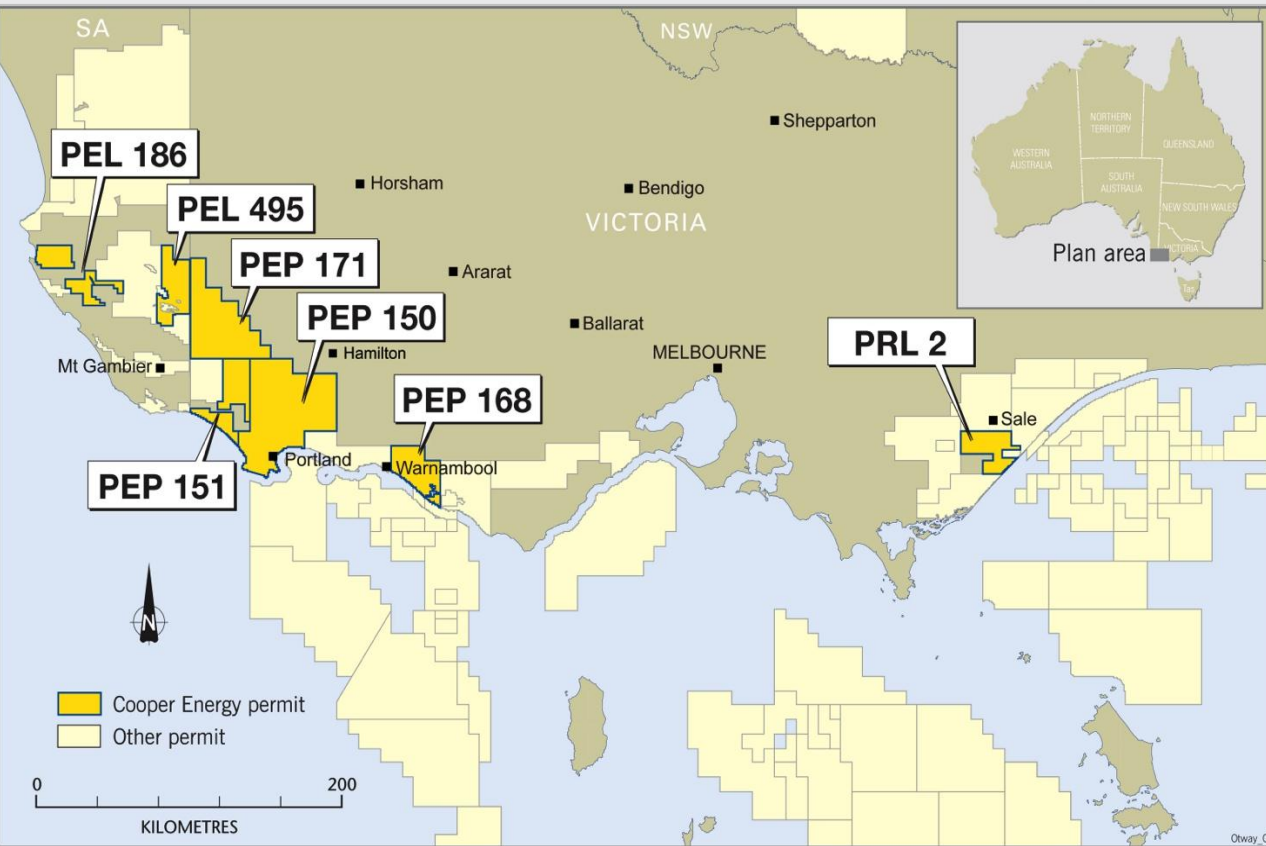 SA
NSW
PEL 186
PEL 495
PEP 171
PEP 150
PEP 168
PEP 151
PRL 2
Shepparton
Horsham
Bendigo
VICTORIA
Ararat
Ballarat
Hamilton
MELBOURNE
Mt Gambier
Sale
Portland
Warnambool
NORTHERN
TERRITORY
WESTERN
AUSTRALIA
QUEENSLAND
SOUTH
AUSTRALIA
NEW SOUTH WALES
VICTORIA
Plan area
Tas
N
Cooper Energy permit
Other permit
0 200
KILOMETRES